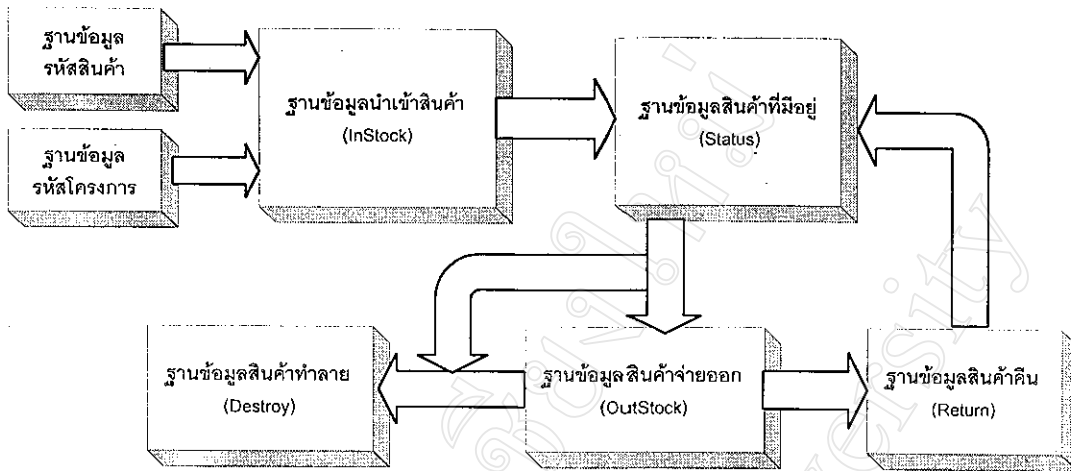 ฐานข้อมูล
รหัสสินค้า
ฐานข้อมูลนำเข้าสินค้า
(InStock)
ฐานข้อมูลสินค้าที่มีอยู่
(Status)
ฐานข้อมูล
รหัสโครงการ
ฐานข้อมูลสินค้าทำลาย
(Destroy)
ฐานข้อมูลสินค้าจ่ายออก
(OutStock)
ฐานข้อมูลสินค้าคืน
(Return)